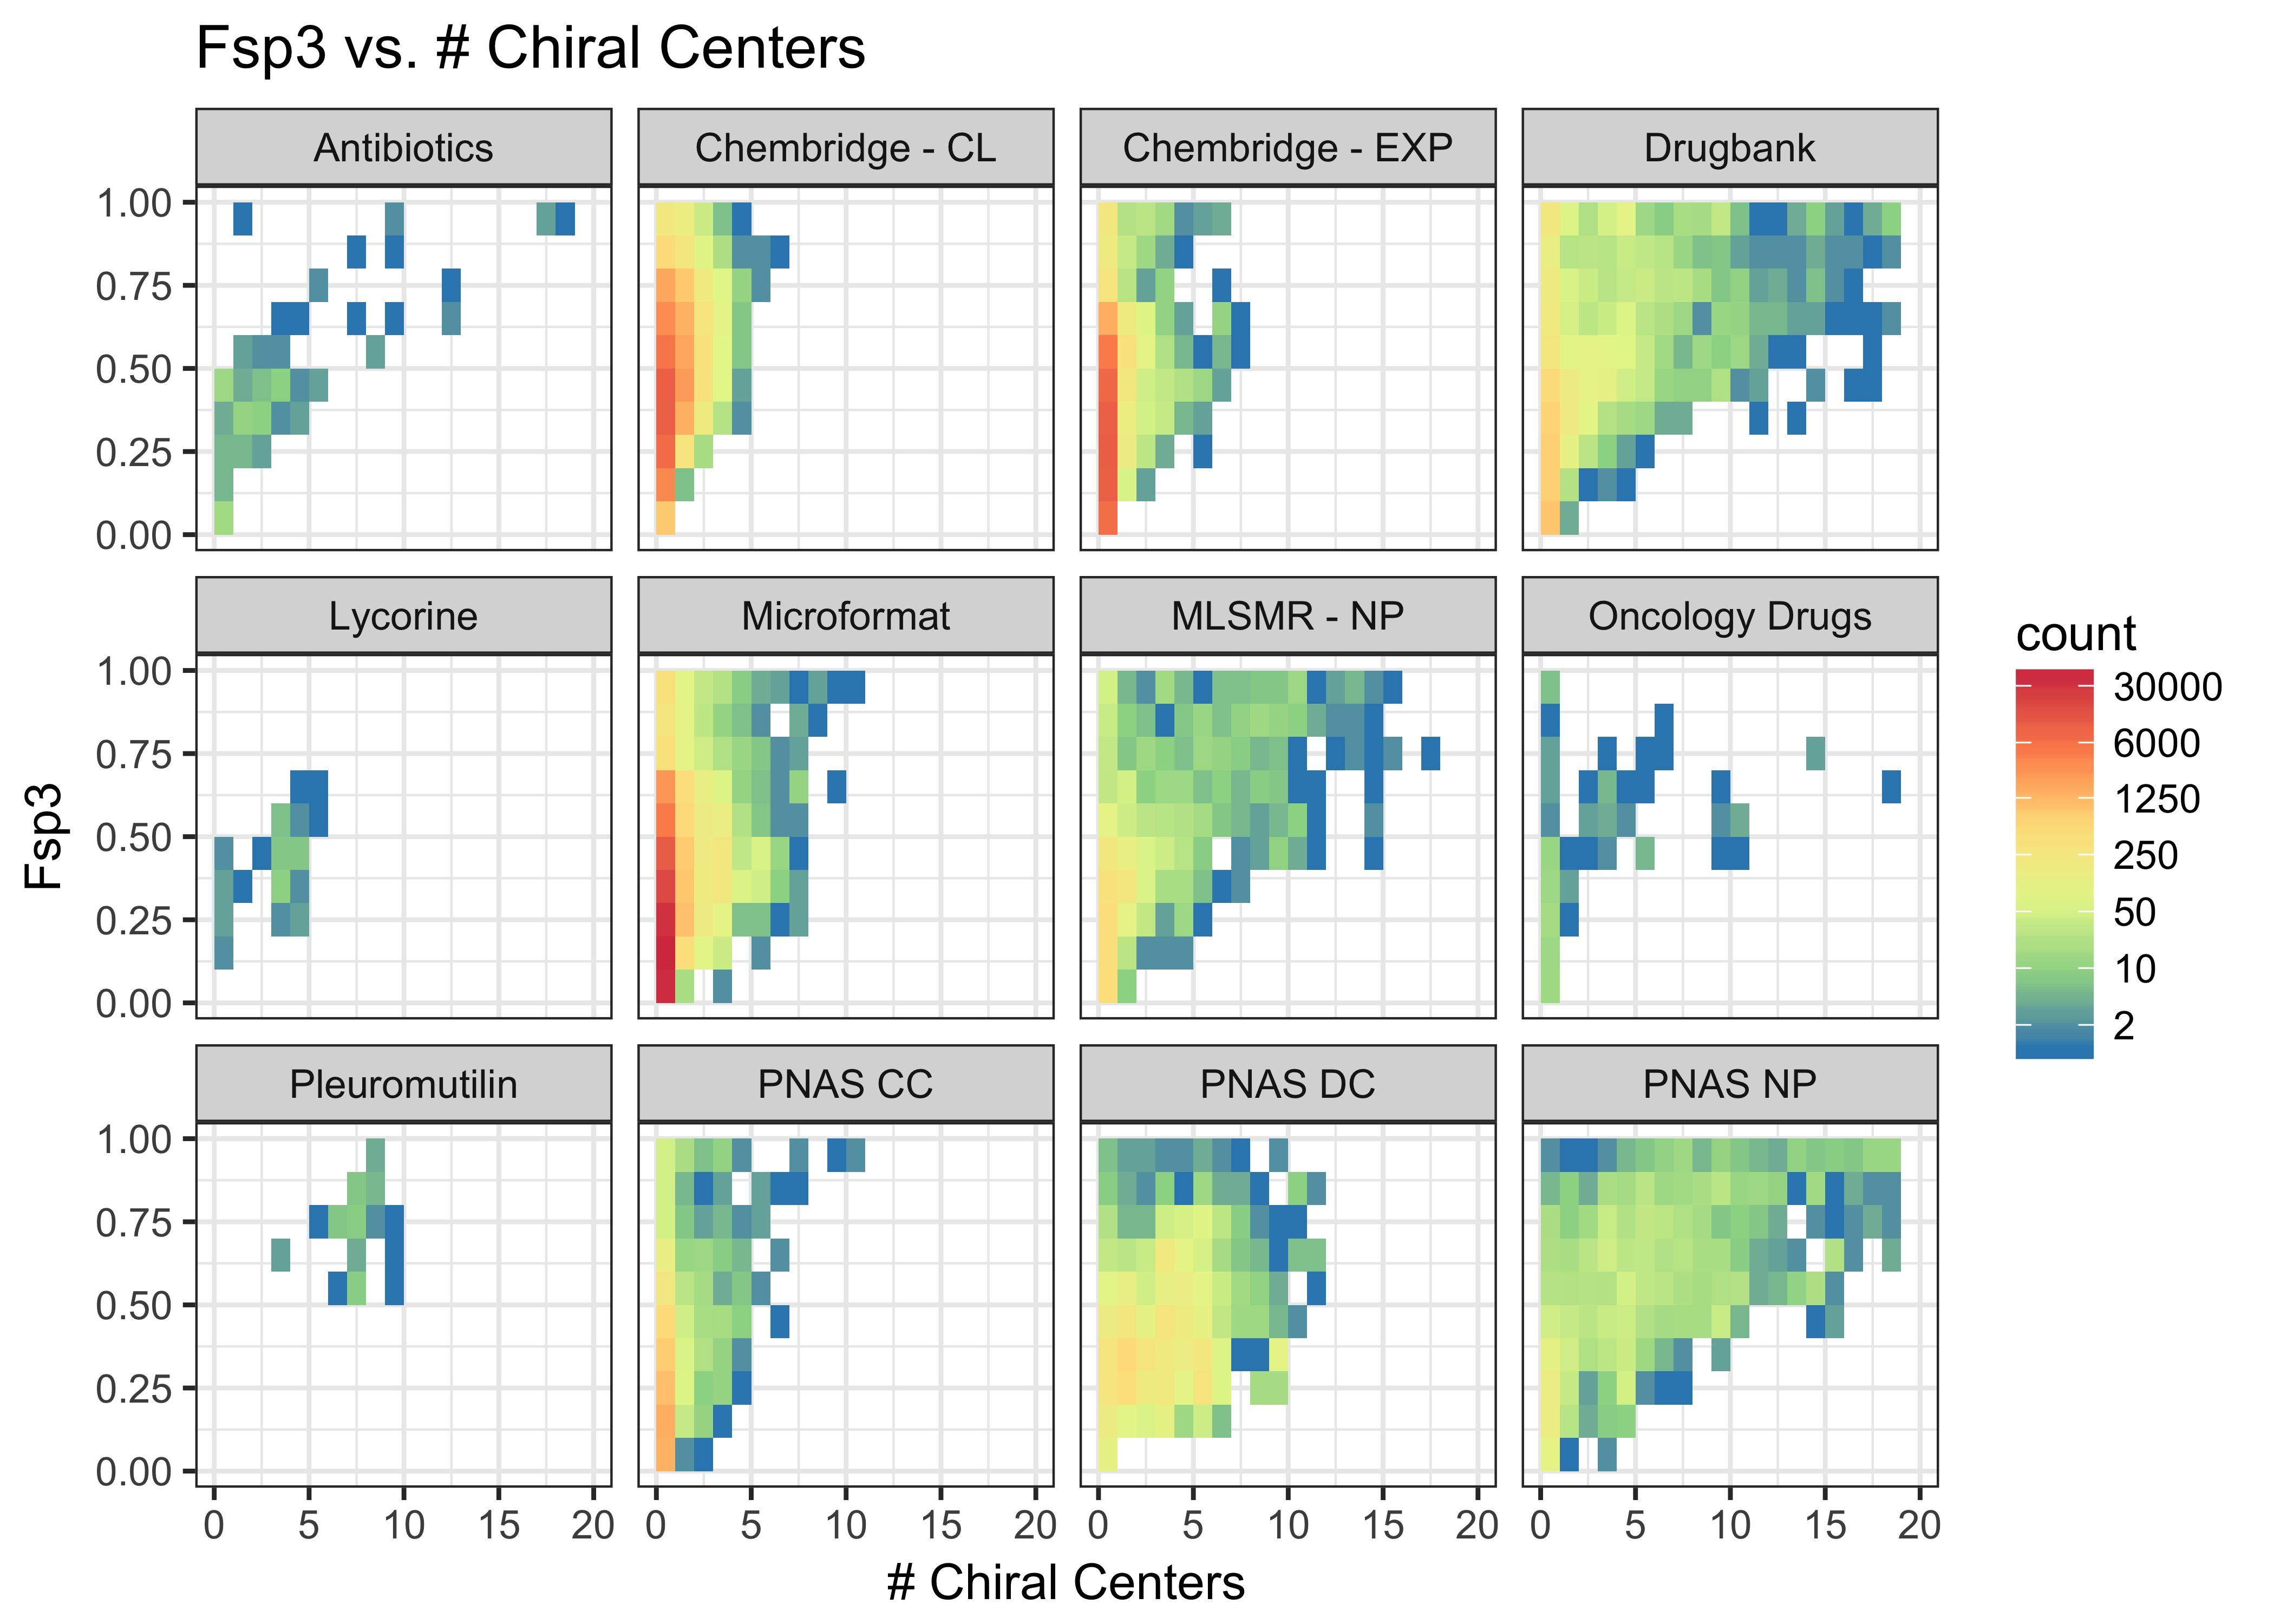 Fsp3 vs. # Chiral Centers
Antibiotics
Chembridge - CL
Chembridge - EXP
Drugbank
1.00
0.75
0.50
0.25
0.00
Lycorine
Microformat
MLSMR - NP
Oncology Drugs
1.00
0.75
0.50
0.25
0.00
Pleuromutilin
PNAS CC
PNAS DC
PNAS NP
1.00
0.75
0.50
0.25
0.00
0 5 10 15 20
0 5 10 15 20
0 5 10 15 20
0 5 10 15 20
# Chiral Centers
Fsp3
count
30000
6000
1250
250
50
10
2